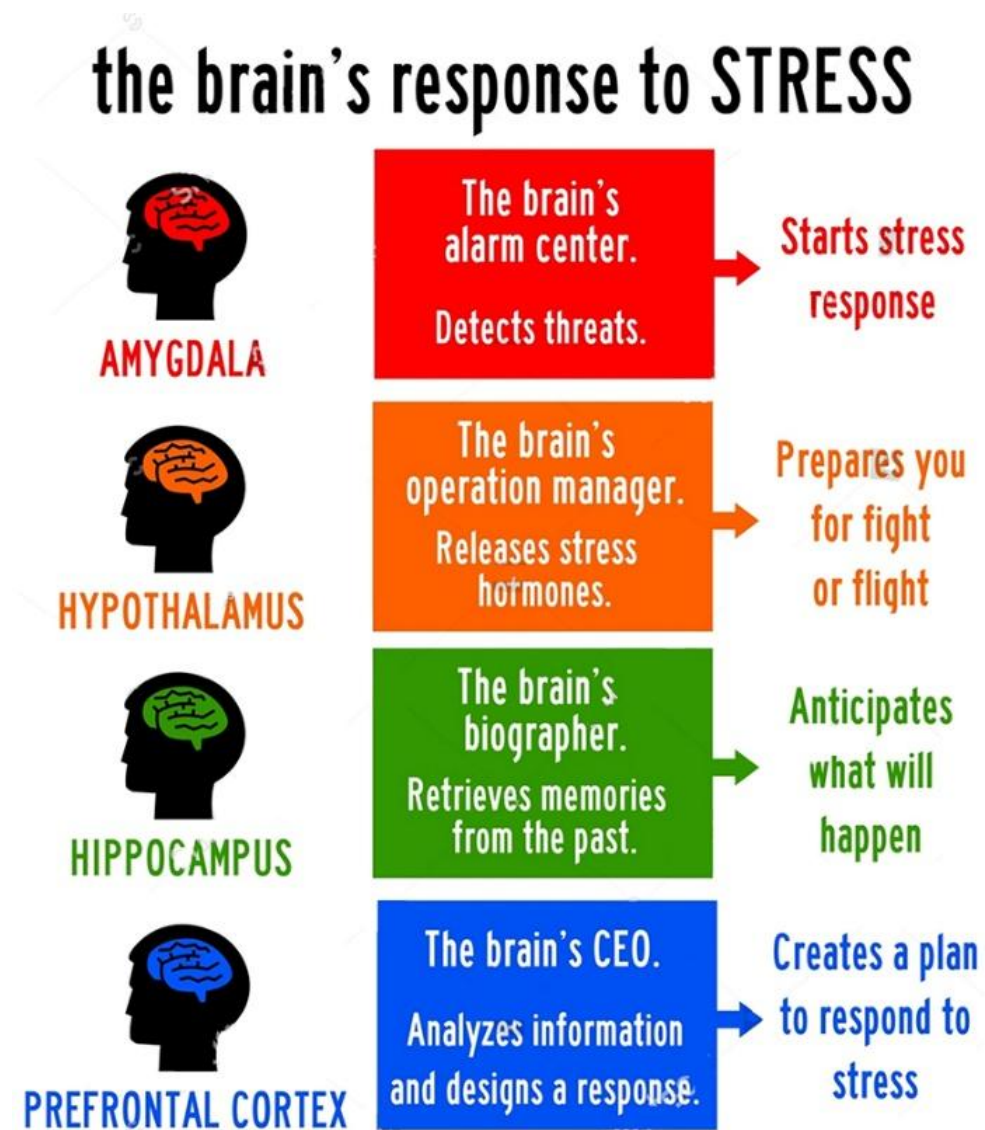 the brain's response to STRESS
The brain's
alarm center.
Detects threats.
Starts stress
response
AMYGDALA
The brain's
operation manager.
Releases stress
hormones.
Prepares you
for fight
or flight
HYPOTHALAMUS
The brain's
biographer.
Retrieves memories
from the past.
Anticipates
what will
happen
HIPPOCAMPUS
The brain's CEO.
Analyzes information
and designs a response.
Creates a plan
to respond to
stress
PREFRONTAL CORTEX